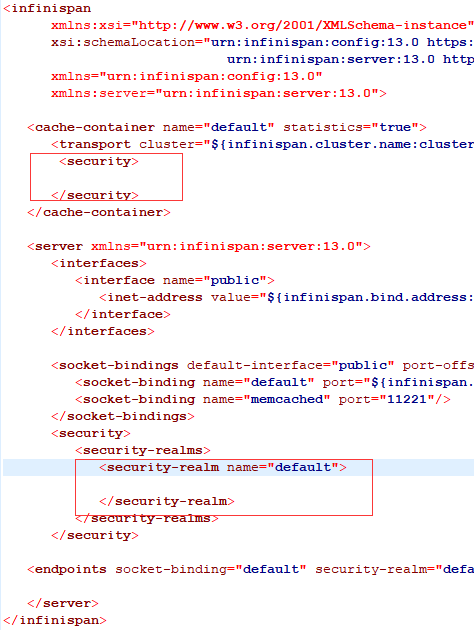 <infinispan
xmlns:xsi="http://www.w3.org/2001/XMLSchema-instance"
xsi:schemaLocation="urn:infinispan:config:13.0 https:
urn:infinispan:server:13.0 http
xmlns="urn:infinispan:config:13.0"
xmlns:server="urn:infinispan:server:13.0">
<cache-container name="default" statistics="true">
<transport cluster="${infinispan.cluster.name:cluster
<security>
</security>
</cache-container>
<server xmlns="urn:infinispan:server:13.0">
<interfaces>
<interface name="public">
<inet-address value="${infinispan.bind.address:
</interface>
</interfaces>
<socket-bindings default-interface="public" port-offs
<socket-binding name="default" port="${infinispan.
<socket-binding name="memcached" port="11221"/>
</socket-bindings>
<security>
<security-realms>
<security-realm name="default">
</security-realm>
</security-realms>
</security>
<endpoints socket-binding="default" security-realm="defa
</server>
</infinispan>